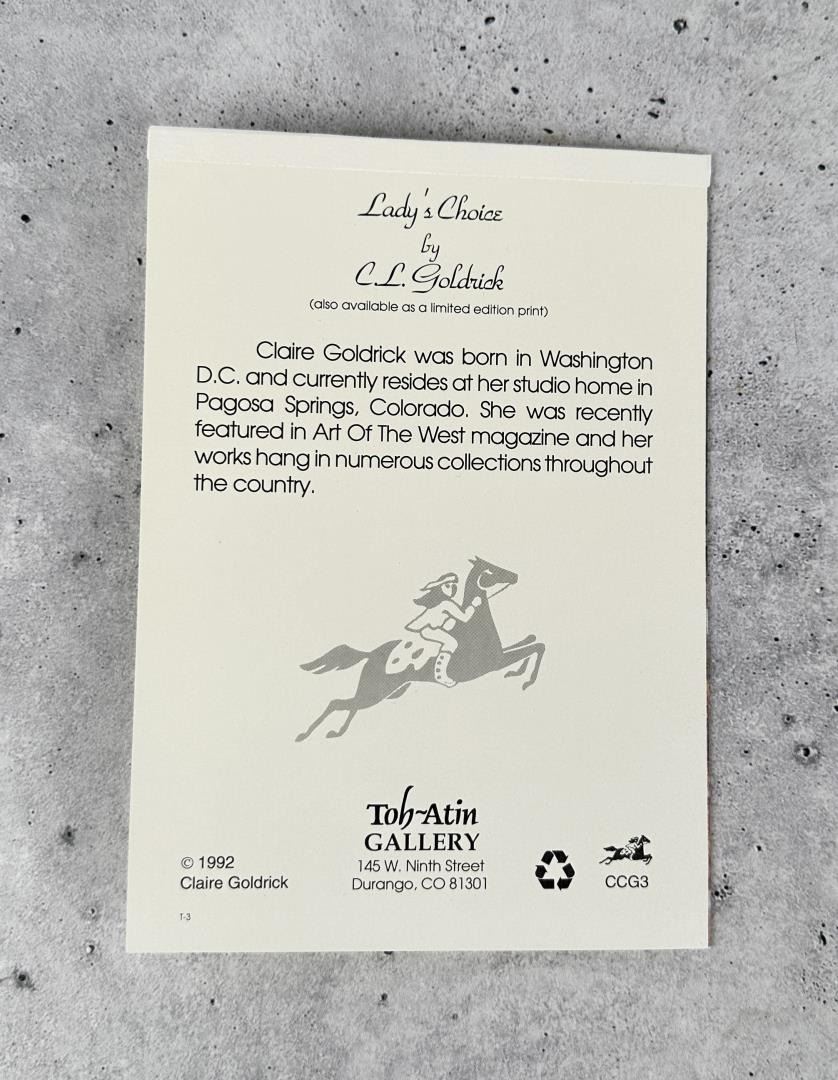 Lady's Choice
by
C.L. Goldrick
(also available as a limited edition print)
Claire Goldrick was born in Washington
D.C. and currently resides at her studio home in
Pagosa Springs, Colorado. She was recently
featured in Art Of The West magazine and her
works hang in numerous collections throughout
the country.
Toh-Atin
GALLERY
145 W. Ninth Street
Durango, CO 81301
© 1992
Claire Goldrick
T-3
CCG3